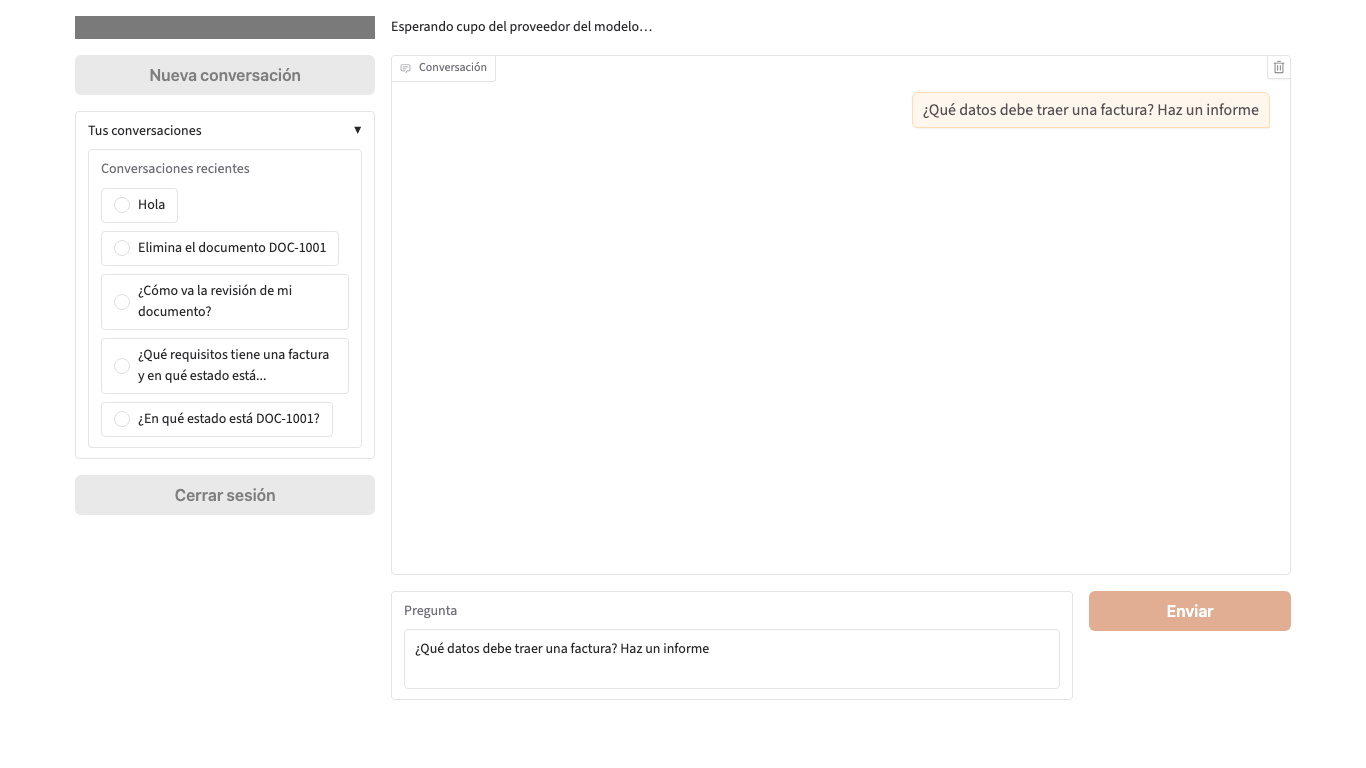 Esperando cupo del proveedor del modelo…
Nueva conversación
Tus conversaciones
▼
Conversaciones recientes
Hola
Elimina el documento DOC-1001
¿Cómo va la revisión de mi
documento?
¿Qué requisitos tiene una factura
y en qué estado está...
¿En qué estado está DOC-1001?
Cerrar sesión
Conversación
¿Qué datos debe traer una factura? Haz un informe
Pregunta
¿Qué datos debe traer una factura? Haz un informe
Enviar